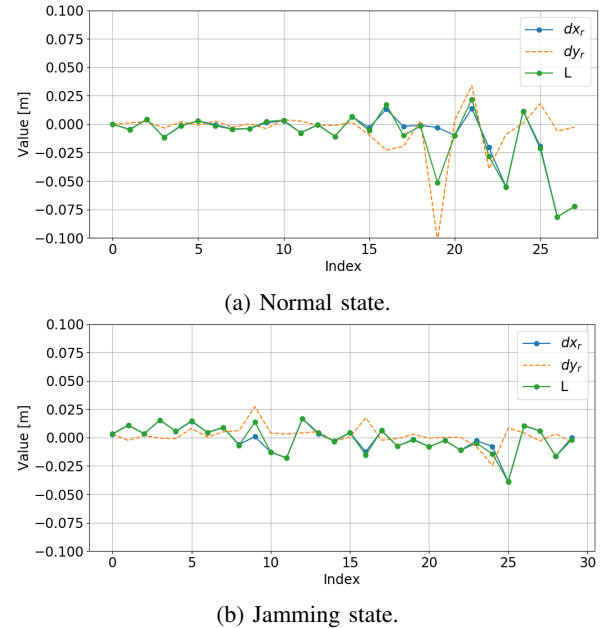 0.100
0.075
0.050
0.025
0.000
−0.025
−0.050
−0.075
−0.100
Value [m]
0 5 10 15 20 25
Index
dx_r
dy_r
L
(a) Normal state.
0.100
0.075
0.050
0.025
0.000
−0.025
−0.050
−0.075
−0.100
Value [m]
0 5 10 15 20 25 30
Index
dx_r
dy_r
L
(b) Jamming state.